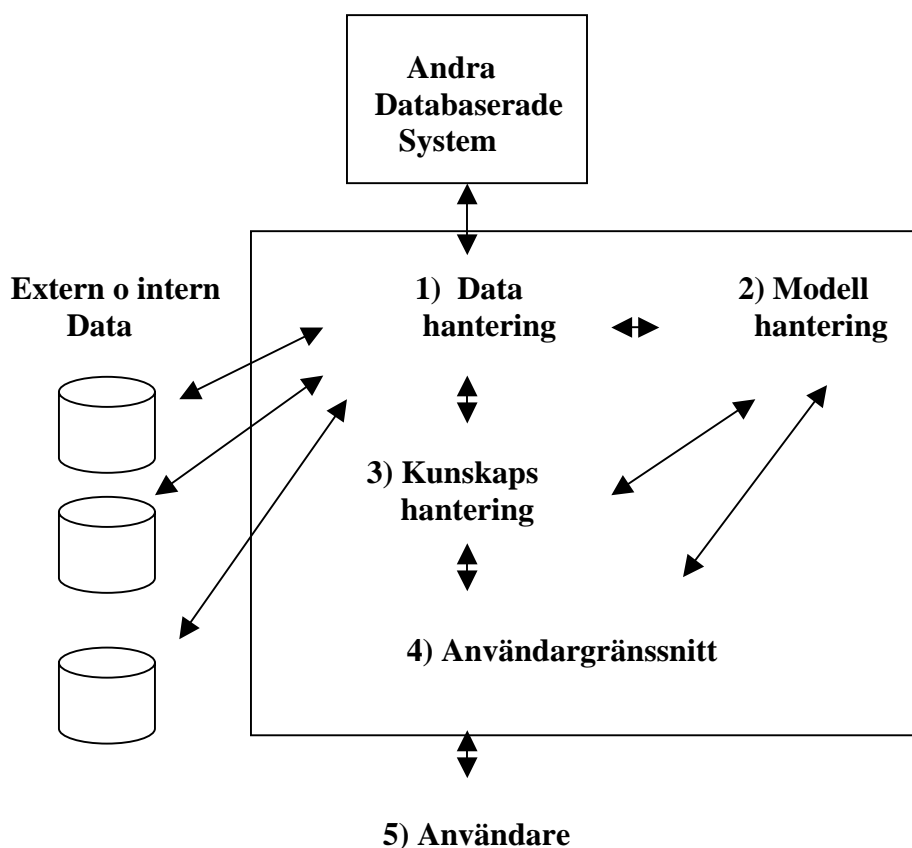 Andra
Databaserade
System
Extern o intern
Data
1) Data
hantering
2) Modell
hantering
3) Kunskaps
hantering
4) Användargränssnitt
5) Användare